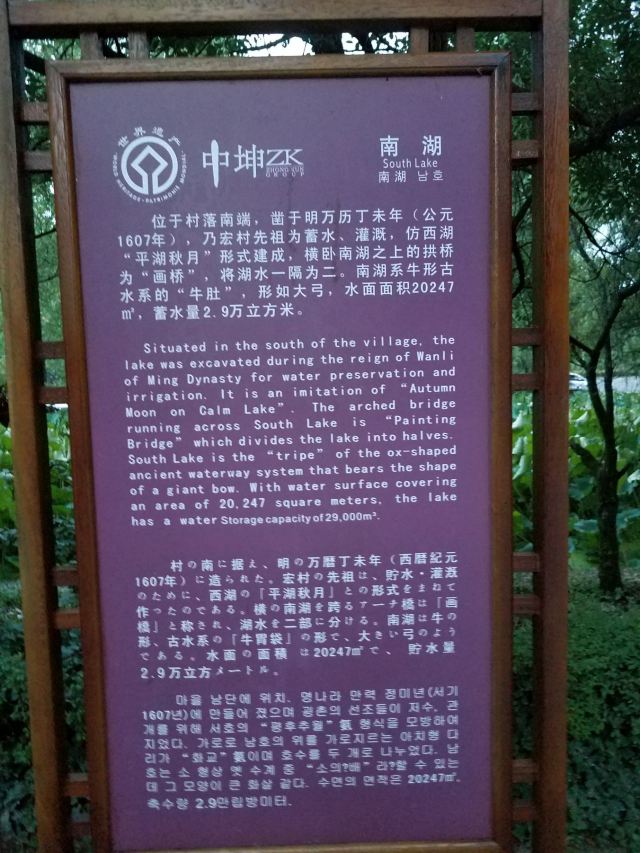 世界遗产
WORLD HERITAGE · PATRIMOINE MONDIAL
中坤 ZK
ZHONG KUN
GROUP
南湖
South Lake
南湖 남호
位于村落南端，凿于明万历丁未年（公元
1607年），乃宏村先祖为蓄水、灌溉，仿西湖
“平湖秋月”形式建成，横卧南湖之上的拱桥
为“画桥”，将湖水一隔为二。南湖系牛形古
水系的“牛肚”，形如大弓，水面面积20247
㎡，蓄水量2.9万立方米。
Situated in the south of the village, the
lake was excavated during the reign of Wanli
of Ming Dynasty for water preservation and
irrigation. It is an imitation of “Autumn
Moon on Calm Lake”. The arched bridge
running across South Lake is “Painting
Bridge” which divides the lake into halves.
South Lake is the “tripe” of the ox-shaped
ancient waterway system that bears the shape
of a giant bow. With water surface covering
an area of 20,247 square meters, the lake
has a water Storage capacity of 29,000m³.
村の南に据え、明の万暦丁未年（西暦紀元
1607年）に造られた。宏村の先祖は、貯水・灌漑
のために、西湖の『平湖秋月』との形式をまねて
作ったのである。横の南湖を跨るアーチ橋は『画
橋』と称され、湖水を二部に分ける。南湖は牛の
形、古水系の『牛胃袋』の形で、大きい弓のよう
である。水面の面積 は20247㎡で、 貯水量
2.9万立方メートル。
마을 남단에 위치. 명나라 만력 정미년(서기
1607년)에 만들어 졌으며 굉촌의 선조들이 저수, 관
개를 위해 서호의 “평후추월”氨 형식을 모방하여
지었다. 가로로 남호의 위를 가로지르는 아치형 다
리가 “화교”氨이며 호수를 두 개로 나누었다. 남
호는 소 형상 옛 수계 중 “소의?배” 라?할 수 있는
데 그 모양이 큰 화살 같다. 수면의 면적은 20247㎡.
축수량 2.9만립방미터.